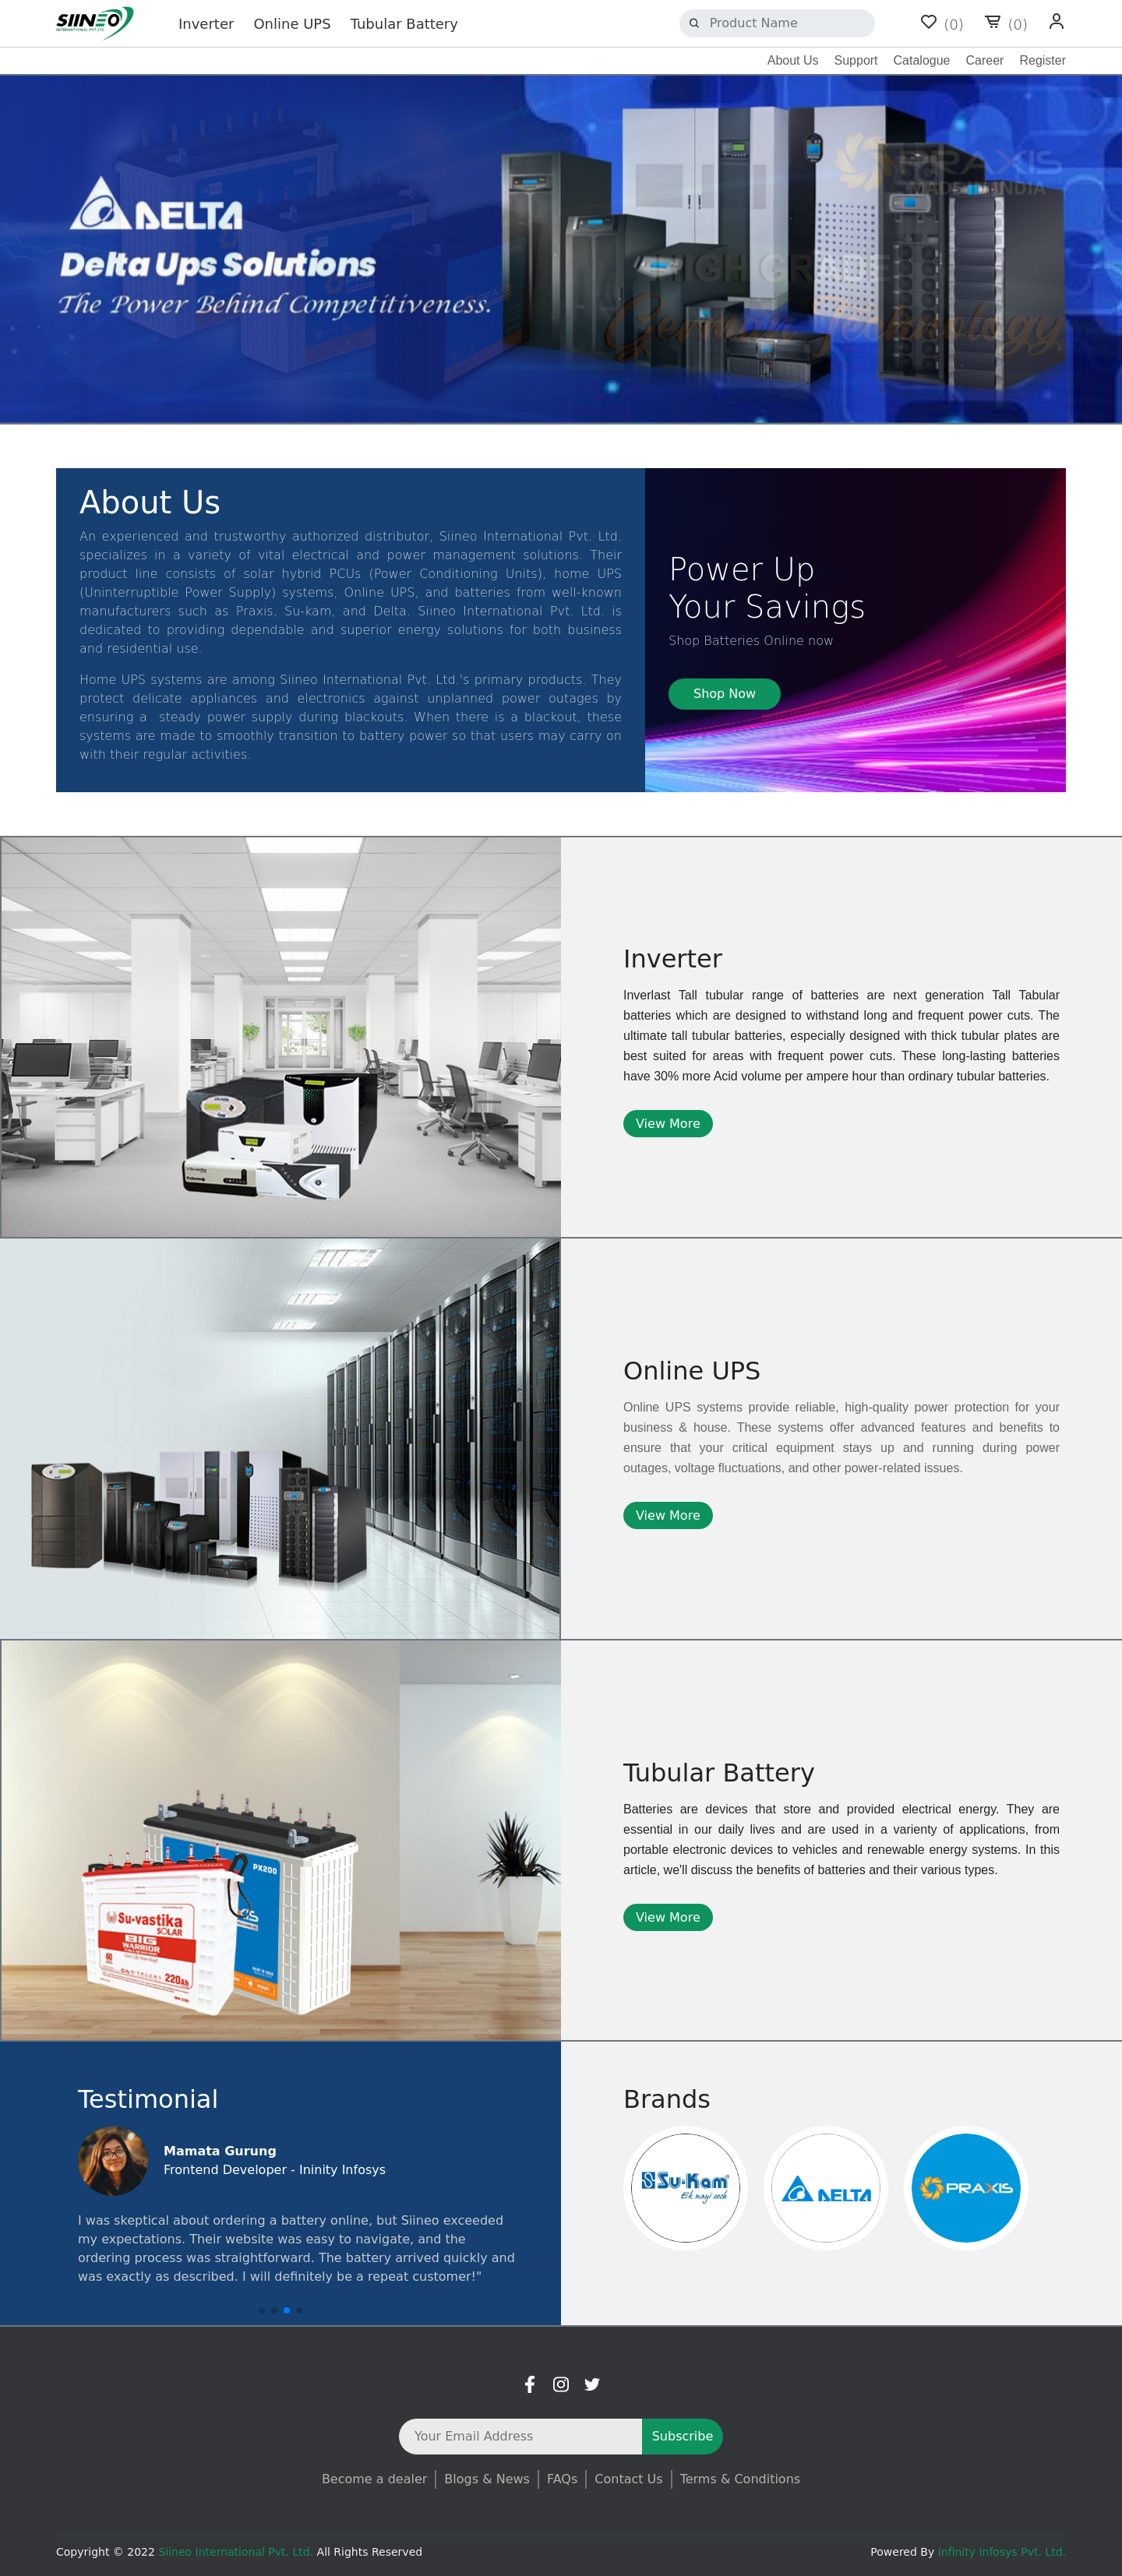 SIINEO
INTERNATIONAL PVT LTD
Inverter Online UPS Tubular Battery
Product Name
(0) (0)
About Us Support Catalogue Career Register
PRAXIS
MADE IN INDIA
DELTA
Delta Ups Solutions
The Power Behind Competitiveness.
German Technology
About Us
An experienced and trustworthy authorized distributor, Siineo International Pvt. Ltd.
specializes in a variety of vital electrical and power management solutions. Their
product line consists of solar hybrid PCUs (Power Conditioning Units), home UPS
(Uninterruptible Power Supply) systems, Online UPS, and batteries from well-known
manufacturers such as Praxis, Su-kam, and Delta. Siineo International Pvt. Ltd. is
dedicated to providing dependable and superior energy solutions for both business
and residential use.
Home UPS systems are among Siineo International Pvt. Ltd.'s primary products. They
protect delicate appliances and electronics against unplanned power outages by
ensuring a steady power supply during blackouts. When there is a blackout, these
systems are made to smoothly transition to battery power so that users may carry on
with their regular activities.
Power Up
Your Savings
Shop Batteries Online now
Shop Now
Inverter
Inverlast Tall tubular range of batteries are next generation Tall Tabular
batteries which are designed to withstand long and frequent power cuts. The
ultimate tall tubular batteries, especially designed with thick tubular plates are
best suited for areas with frequent power cuts. These long-lasting batteries
have 30% more Acid volume per ampere hour than ordinary tubular batteries.
View More
Online UPS
Online UPS systems provide reliable, high-quality power protection for your
business & house. These systems offer advanced features and benefits to
ensure that your critical equipment stays up and running during power
outages, voltage fluctuations, and other power-related issues.
View More
PX200
Su-vastika
SOLAR
BIG
WARRIOR
60
220Ah
Tubular Battery
Batteries are devices that store and provided electrical energy. They are
essential in our daily lives and are used in a varienty of applications, from
portable electronic devices to vehicles and renewable energy systems. In this
article, we'll discuss the benefits of batteries and their various types.
View More
Testimonial
Mamata Gurung
Frontend Developer - Ininity Infosys
I was skeptical about ordering a battery online, but Siineo exceeded
my expectations. Their website was easy to navigate, and the
ordering process was straightforward. The battery arrived quickly and
was exactly as described. I will definitely be a repeat customer!"
Brands
Su-Kam
Ek nayi soch
DELTA
PRAXIS
Your Email Address Subscribe
Become a dealer Blogs & News FAQs Contact Us Terms & Conditions
Copyright © 2022 Siineo International Pvt. Ltd. All Rights Reserved
Powered By Infinity Infosys Pvt. Ltd.